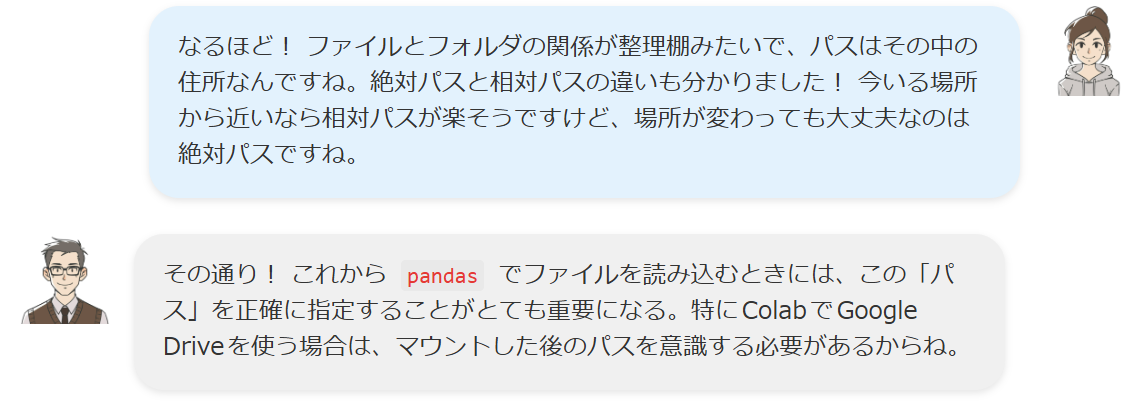 なるほど！ ファイルとフォルダの関係が整理棚みたいで、パスはその中の
住所なんですね。絶対パスと相対パスの違いも分かりました！ 今いる場所
から近いなら相対パスが楽そうですけど、場所が変わっても大丈夫なのは
絶対パスですね。
その通り！ これから pandas でファイルを読み込むときには、この「パ
ス」を正確に指定することがとても重要になる。特にColabでGoogle
Driveを使う場合は、マウントした後のパスを意識する必要があるからね。